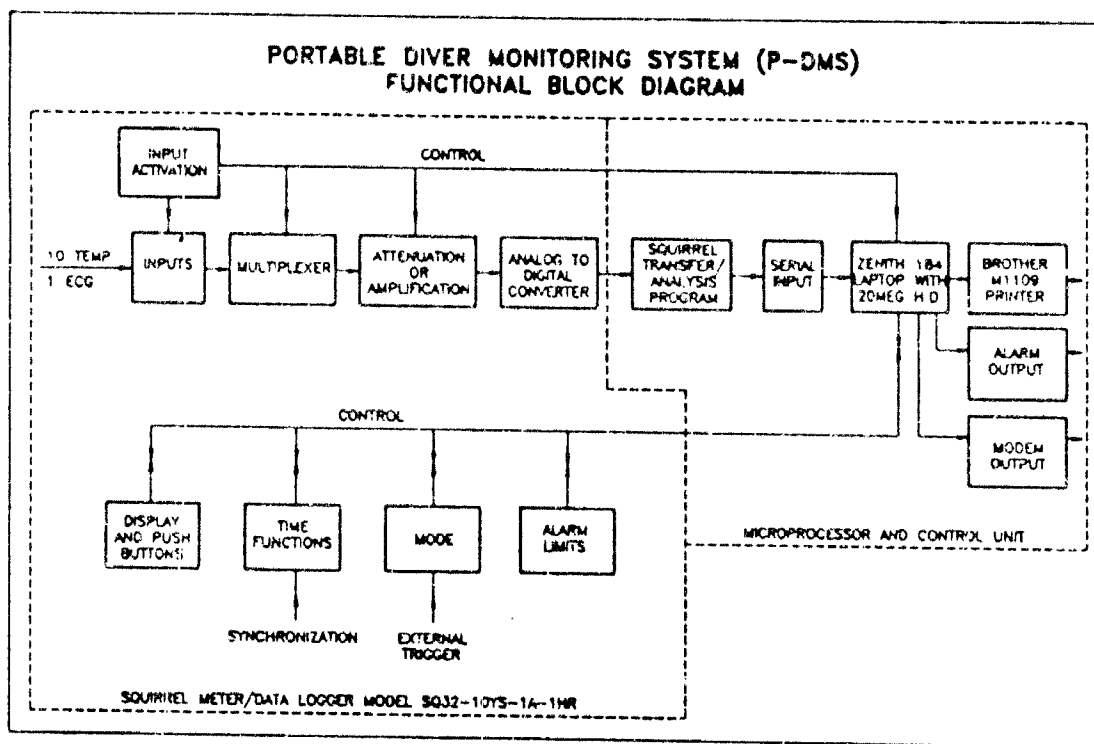 PORTABLE DIVER MONITORING SYSTEM (P-DMS)
FUNCTIONAL BLOCK DIAGRAM
INPUT
ACTIVATION
CONTROL
10 TEMP
1 ECG
INPUTS
MULTIPLEXER
ATTENUATION
OR
AMPLIFICATION
ANALOG TO
DIGITAL
CONVERTER
SQUIRREL
TRANSFER/
ANALYSIS
PROGRAM
SERIAL
INPUT
ZENITH 184
LAPTOP WITH
20MEG H D
BROTHER
M1109
PRINTER
ALARM
OUTPUT
MODEM
OUTPUT
CONTROL
DISPLAY
AND PUSH
BUTTONS
TIME
FUNCTIONS
MODE
ALARM
LIMITS
MICROPROCESSOR AND CONTROL UNIT
SYNCHRONIZATION
EXTERNAL
TRIGGER
SQUIRREL METER/DATA LOGGER MODEL SQ32-10YS-1A-1HR